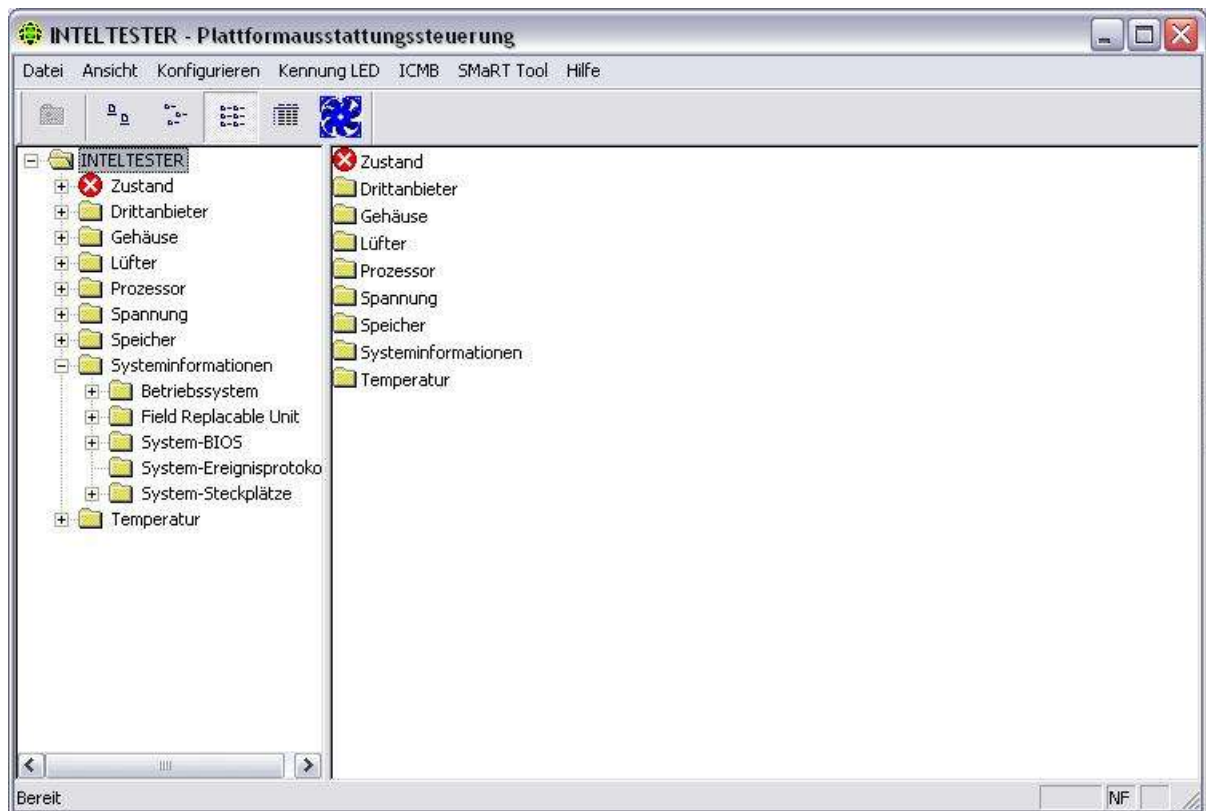 INTELTESTER - Plattformausstattungssteuerung
Datei Ansicht Konfigurieren Kennung LED ICMB SMaRT Tool Hilfe
INTELTESTER
Zustand
Drittanbieter
Gehäuse
Lüfter
Prozessor
Spannung
Speicher
Systeminformationen
Betriebssystem
Field Replacable Unit
System-BIOS
System-Ereignisprotoko
System-Steckplätze
Temperatur
Zustand
Drittanbieter
Gehäuse
Lüfter
Prozessor
Spannung
Speicher
Systeminformationen
Temperatur
Bereit
NF